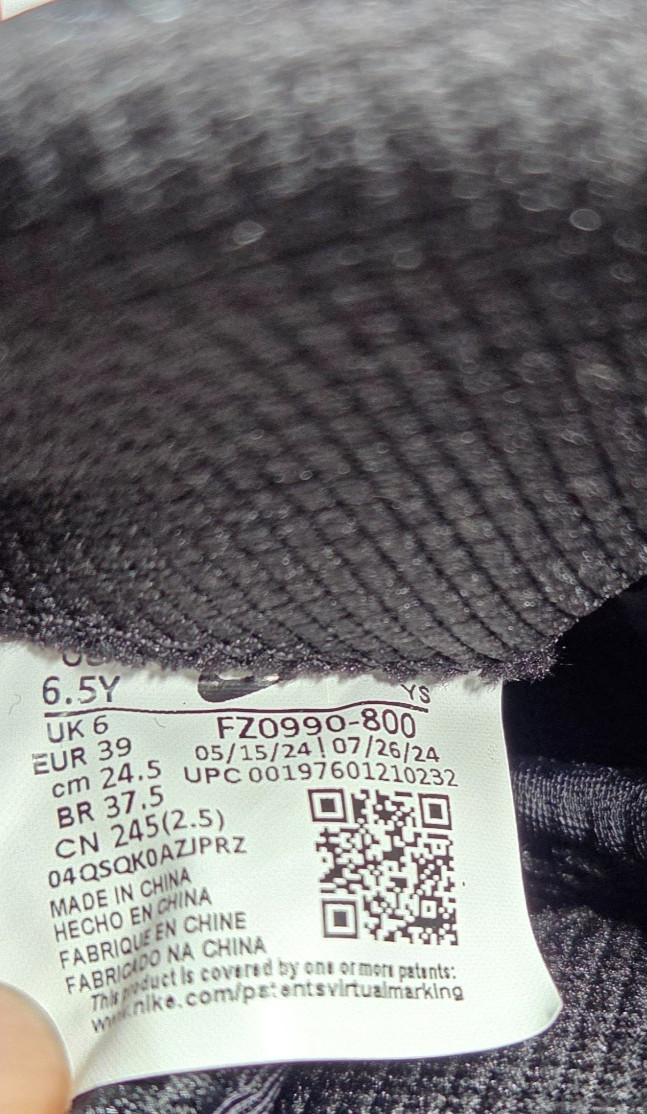 6.5Y
YS
UK 6
FZ0990-800
EUR 39
05/15/24 | 07/26/24
cm 24.5
UPC 00197601210232
BR 37.5
CN 245(2.5)
04QSQK0AZJPRZ
MADE IN CHINA
HECHO EN CHINA
FABRIQUE EN CHINE
FABRICADO NA CHINA
This product is covered by one or more patents:
www.nike.com/patentsvirtualmarking